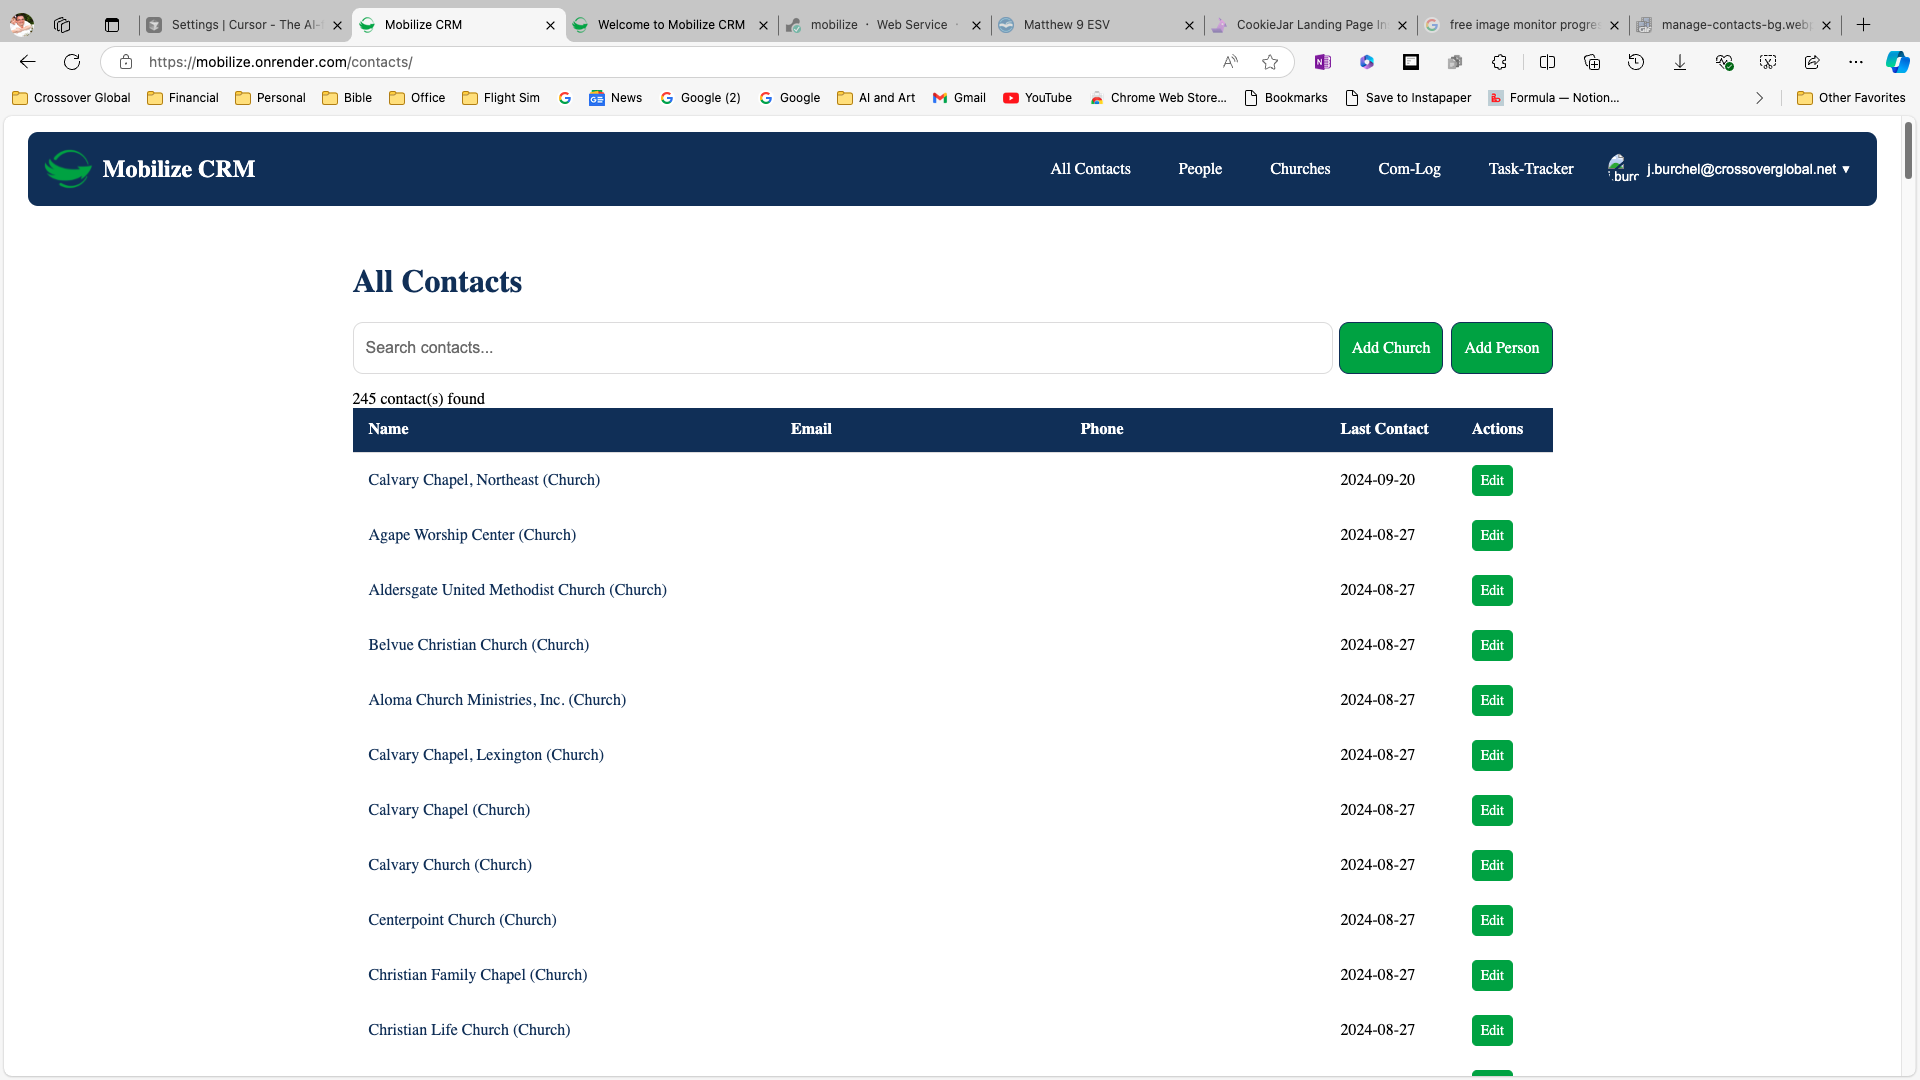 Settings | Cursor - The AI-
Mobilize CRM
Welcome to Mobilize CRM
mobilize · Web Service ·
Matthew 9 ESV
CookieJar Landing Page In
free image monitor progre
manage-contacts-bg.webp
https://mobilize.onrender.com/contacts/
Crossover Global
Financial
Personal
Bible
Office
Flight Sim
News
Google (2)
Google
AI and Art
Gmail
YouTube
Chrome Web Store...
Bookmarks
Save to Instapaper
Formula — Notion...
Other Favorites
Mobilize CRM
All Contacts
People
Churches
Com-Log
Task-Tracker
j.burchel@crossoverglobal.net ▼
All Contacts
Search contacts...
Add Church
Add Person
245 contact(s) found
Name Email Phone Last Contact Actions
Calvary Chapel, Northeast (Church) 2024-09-20 Edit
Agape Worship Center (Church) 2024-08-27 Edit
Aldersgate United Methodist Church (Church) 2024-08-27 Edit
Belvue Christian Church (Church) 2024-08-27 Edit
Aloma Church Ministries, Inc. (Church) 2024-08-27 Edit
Calvary Chapel, Lexington (Church) 2024-08-27 Edit
Calvary Chapel (Church) 2024-08-27 Edit
Calvary Church (Church) 2024-08-27 Edit
Centerpoint Church (Church) 2024-08-27 Edit
Christian Family Chapel (Church) 2024-08-27 Edit
Christian Life Church (Church) 2024-08-27 Edit